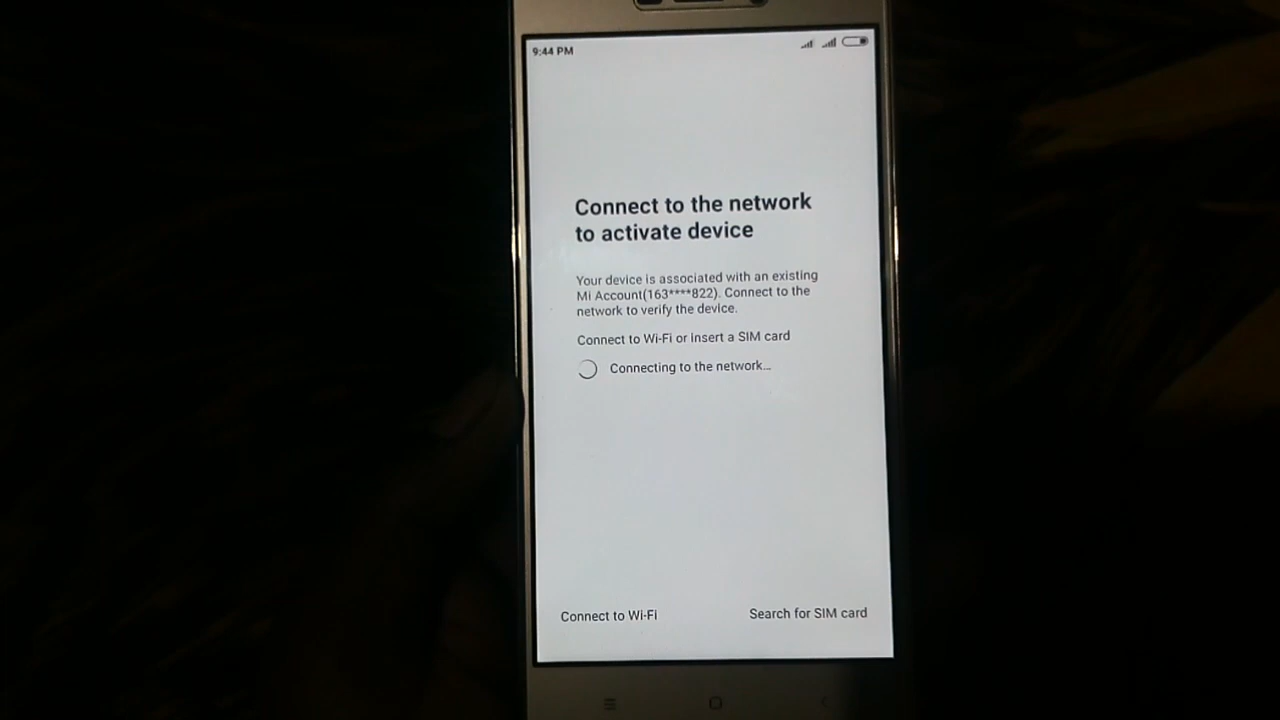 9:44 PM
Connect to the network
to activate device
Your device is associated with an existing
Mi Account(163****822). Connect to the
network to verify the device.
Connect to Wi-Fi or insert a SIM card
Connecting to the network...
Connect to Wi-Fi
Search for SIM card